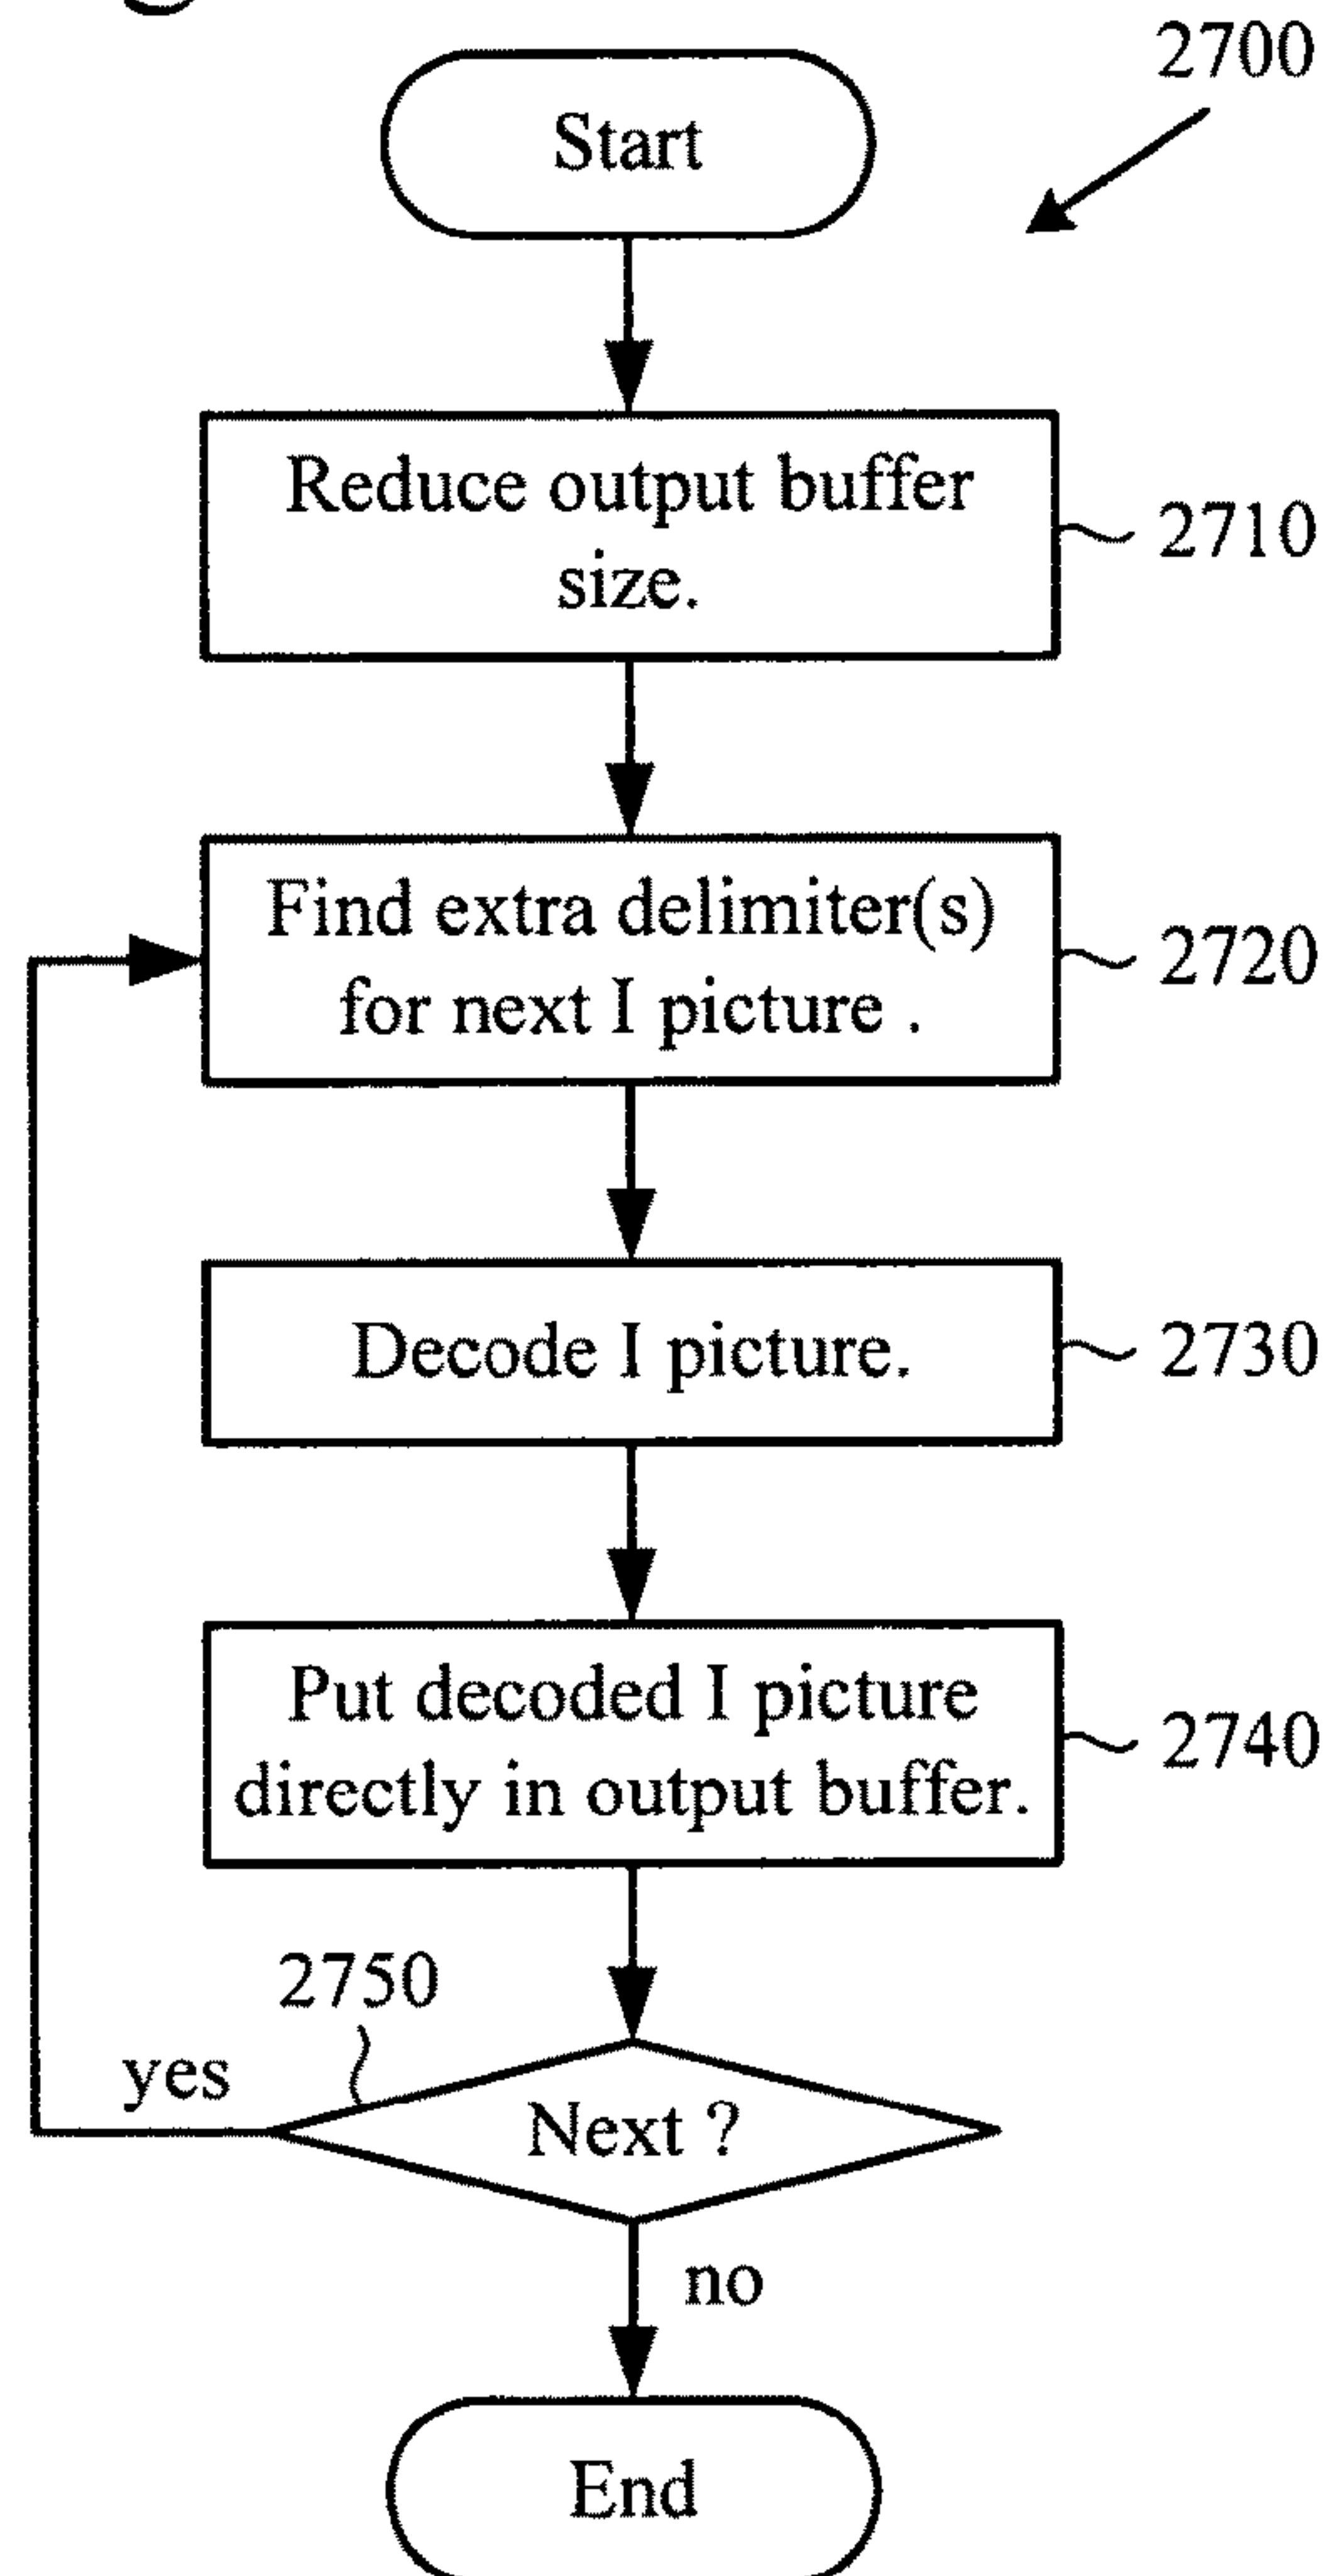 2700
Start
Reduce output buffer
size.
2710
Find extra delimiter(s)
for next I picture .
2720
Decode I picture.
2730
Put decoded I picture
directly in output buffer.
2740
2750
yes
Next ?
no
End